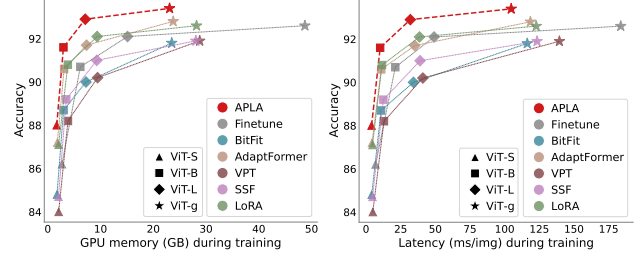 Accuracy
92
90
88
86
84
0 10 20 30 40 50
GPU memory (GB) during training
ViT-S
ViT-B
ViT-L
ViT-g
APLA
Finetune
BitFit
AdaptFormer
VPT
SSF
LoRA
Accuracy
92
90
88
86
84
0 25 50 75 100 125 150 175
Latency (ms/img) during training
ViT-S
ViT-B
ViT-L
ViT-g
APLA
Finetune
BitFit
AdaptFormer
VPT
SSF
LoRA